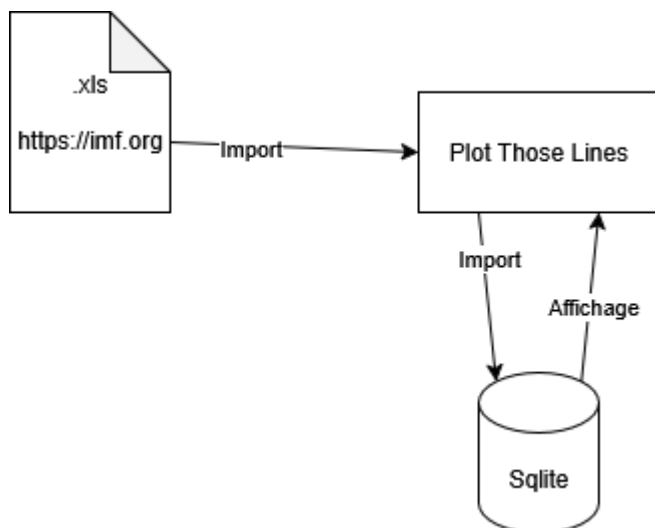 .xls
https://imf.org
Import
Plot Those Lines
Import
Affichage
Sqlite